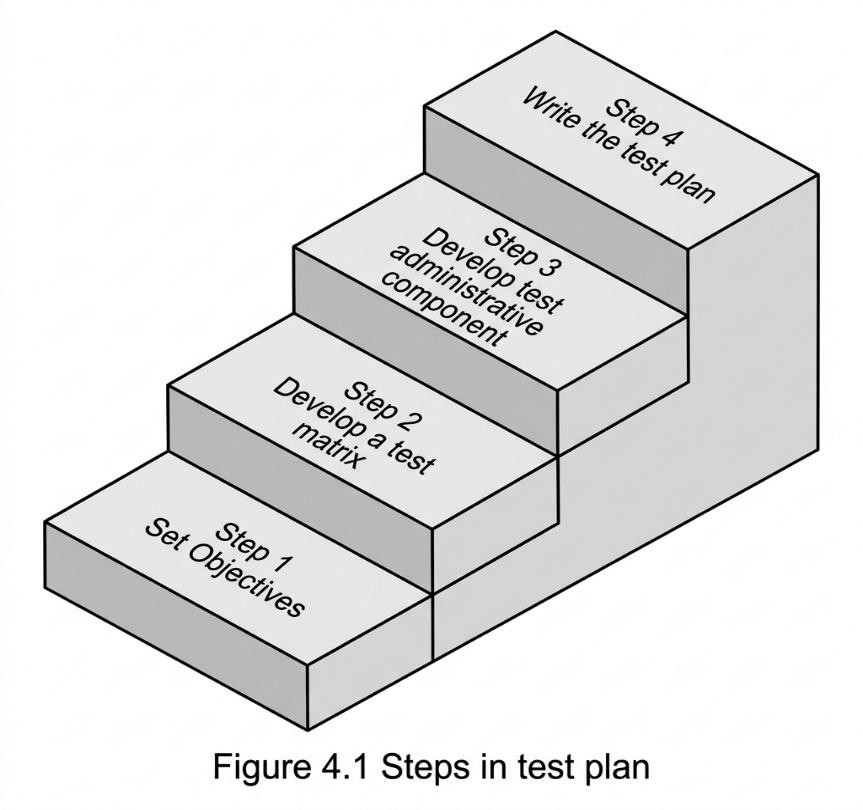 Step 4
Write the test plan
Step 3
Develop test
administrative
component
Step 2
Develop a test
matrix
Step 1
Set Objectives
Figure 4.1 Steps in test plan